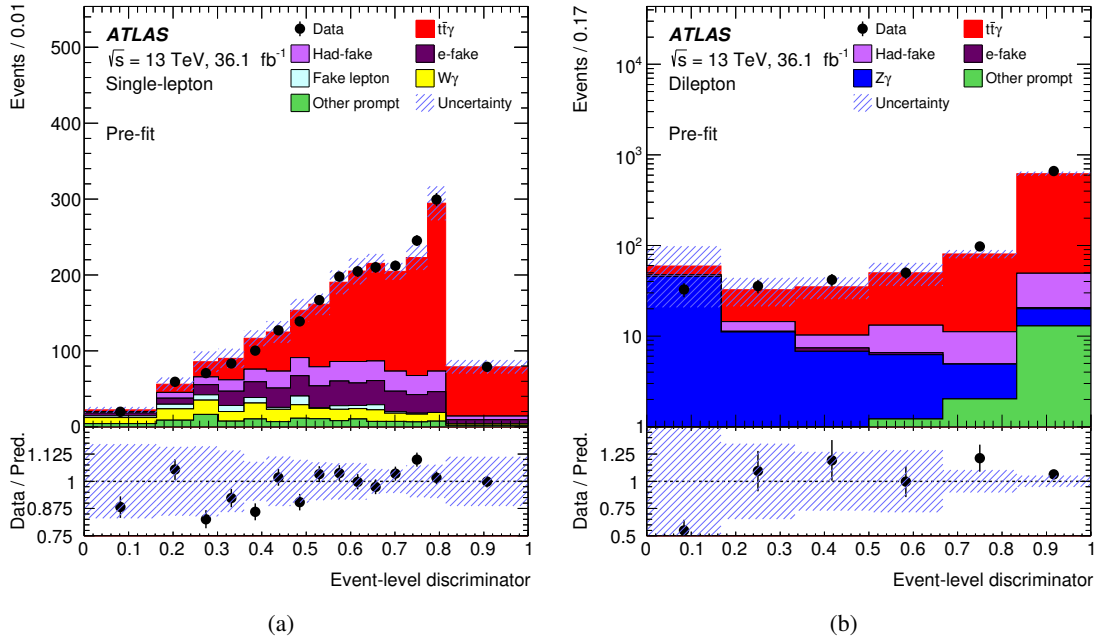 Events / 0.01
500
400
300
200
100
0
ATLAS
√s = 13 TeV, 36.1 fb⁻¹
Single-lepton
Pre-fit
Data
tt̄γ
Had-fake
e-fake
Fake lepton
Wγ
Other prompt
Uncertainty
Data / Pred.
1.125
1
0.875
0.75
0 0.1 0.2 0.3 0.4 0.5 0.6 0.7 0.8 0.9 1
Event-level discriminator
(a)
Events / 0.17
10⁴
10³
10²
10
1
ATLAS
√s = 13 TeV, 36.1 fb⁻¹
Dilepton
Pre-fit
Data
tt̄γ
Had-fake
e-fake
Zγ
Other prompt
Uncertainty
Data / Pred.
1.25
1
0.75
0.5
0 0.1 0.2 0.3 0.4 0.5 0.6 0.7 0.8 0.9 1
Event-level discriminator
(b)